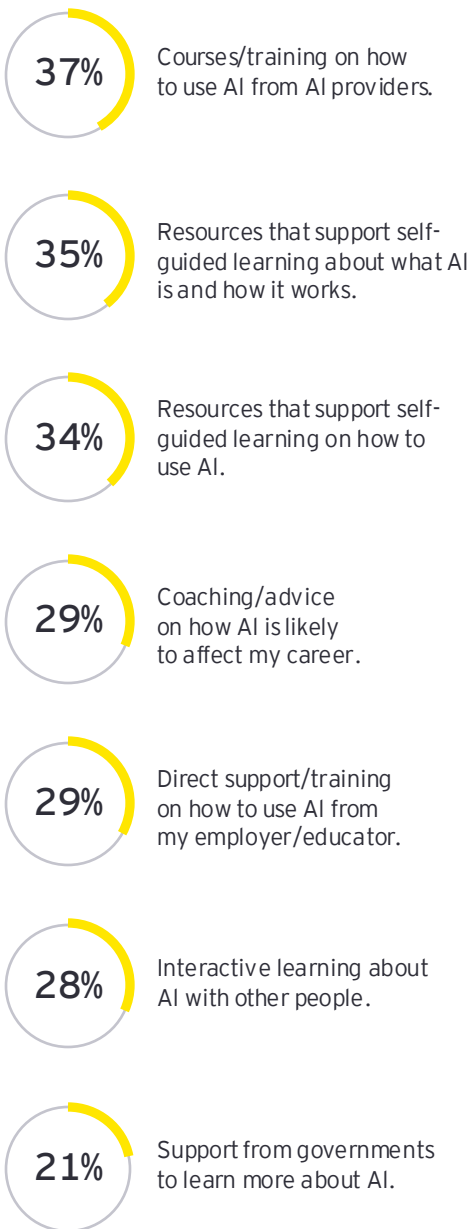 37%
Courses/training on how
to use AI from AI providers.
35%
Resources that support self-
guided learning about what AI
is and how it works.
34%
Resources that support self-
guided learning on how to
use AI.
29%
Coaching/advice
on how AI is likely
to affect my career.
29%
Direct support/training
on how to use AI from
my employer/educator.
28%
Interactive learning about
AI with other people.
21%
Support from governments
to learn more about AI.